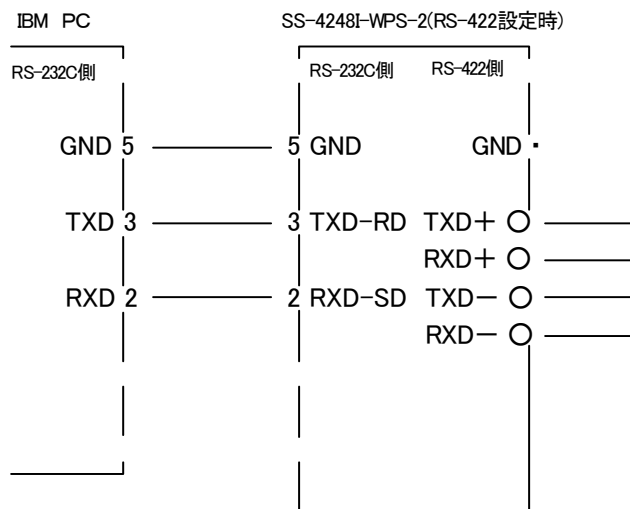 IBM PC SS-4248I-WPS-2(RS-422設定時)
RS-232C側 RS-232C側 RS-422側
GND 5 5 GND GND
TXD 3 3 TXD-RD TXD+
RXD+
RXD 2 2 RXD-SD TXD-
RXD-